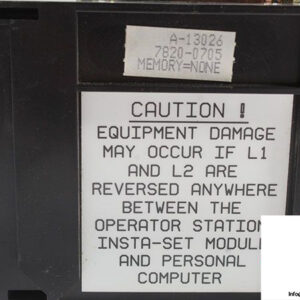 A-13026
7820-0705
MEMORY=NONE
CAUTION !
EQUIPMENT DAMAGE
MAY OCCUR IF L1
AND L2 ARE
REVERSED ANYWHERE
BETWEEN THE
OPERATOR STATION
INSTA-SET MODULE
AND PERSONAL
COMPUTER